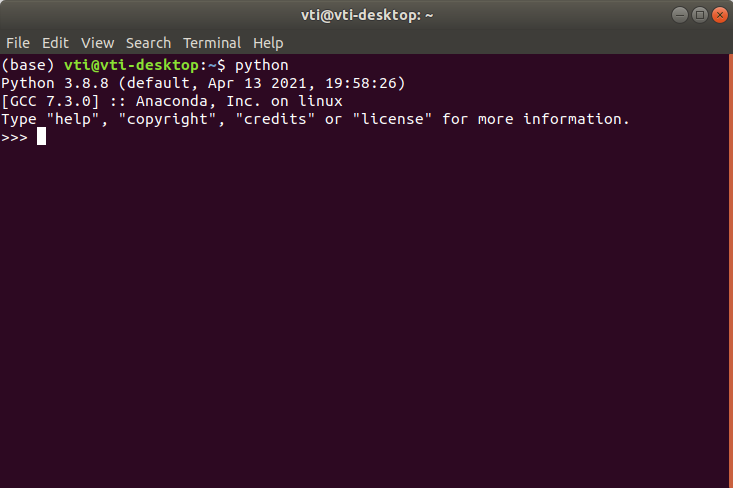 vti@vti-desktop: ~
File Edit View Search Terminal Help
(base) vti@vti-desktop:~$ python
Python 3.8.8 (default, Apr 13 2021, 19:58:26)
[GCC 7.3.0] :: Anaconda, Inc. on linux
Type "help", "copyright", "credits" or "license" for more information.
>>>